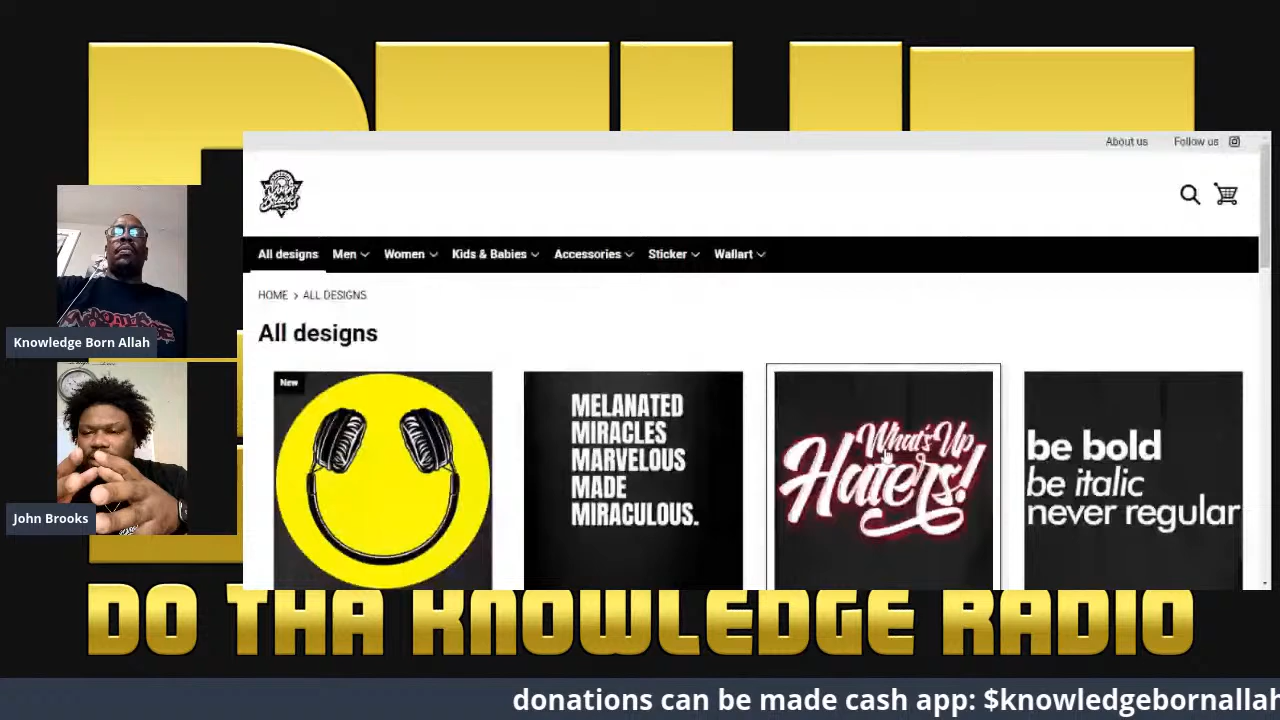 About us
Follow us
All designs
Men
Women
Kids & Babies
Accessories
Sticker
Wallart
HOME > ALL DESIGNS
All designs
New
MELANATED
MIRACLES
MARVELOUS
MADE
MIRACULOUS.
What's Up
Haters!
be bold
be italic
never regular
Knowledge Born Allah
John Brooks
DO THA KNOWLEDGE RADIO
donations can be made cash app: $knowledgebornallah